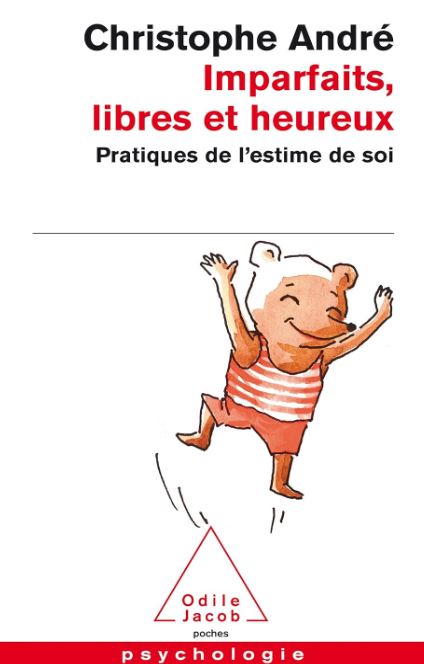 Christophe André
Imparfaits,
libres et heureux
Pratiques de l'estime de soi
Odile
Jacob
poches
psychologie